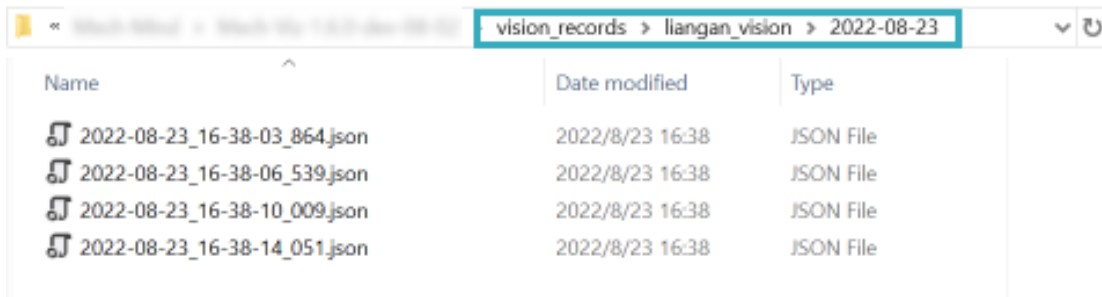 « vision_records > liangan_vision > 2022-08-23
Name Date modified Type
2022-08-23_16-38-03_864.json 2022/8/23 16:38 JSON File
2022-08-23_16-38-06_539.json 2022/8/23 16:38 JSON File
2022-08-23_16-38-10_009.json 2022/8/23 16:38 JSON File
2022-08-23_16-38-14_051.json 2022/8/23 16:38 JSON File